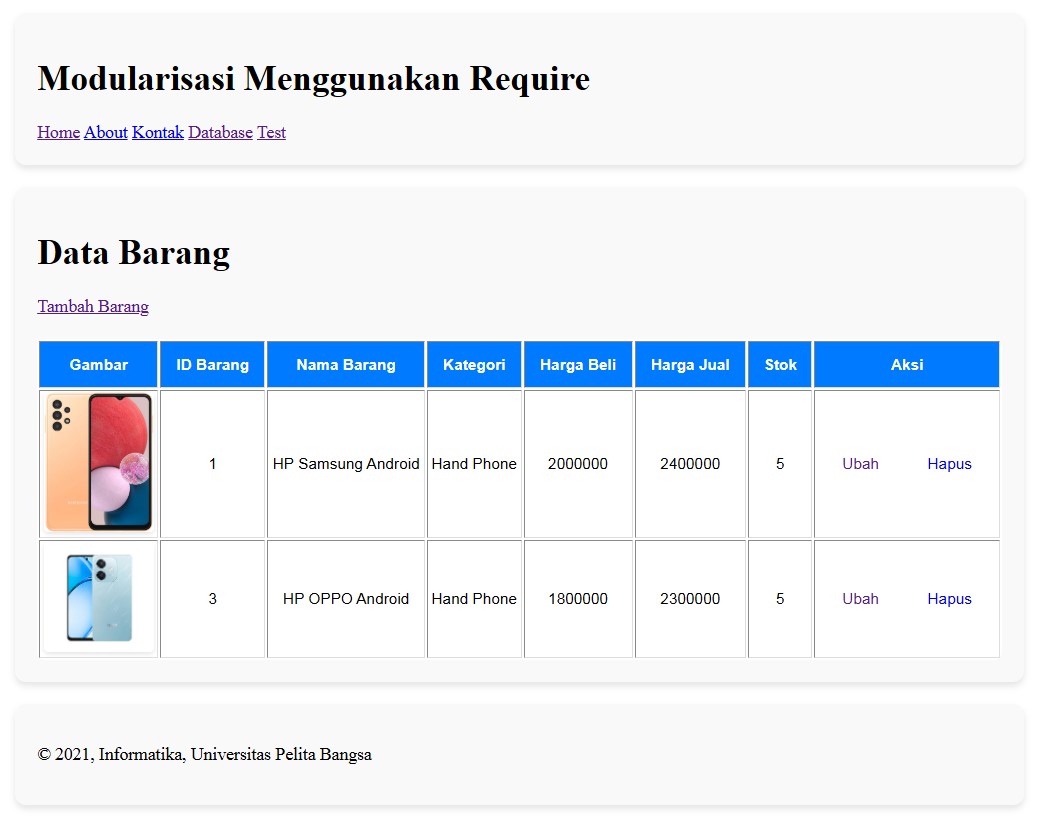 Modularisasi Menggunakan Require
Home About Kontak Database Test
Data Barang
Tambah Barang
Gambar ID Barang Nama Barang Kategori Harga Beli Harga Jual Stok Aksi
1 HP Samsung Android Hand Phone 2000000 2400000 5 Ubah Hapus
3 HP OPPO Android Hand Phone 1800000 2300000 5 Ubah Hapus
© 2021, Informatika, Universitas Pelita Bangsa